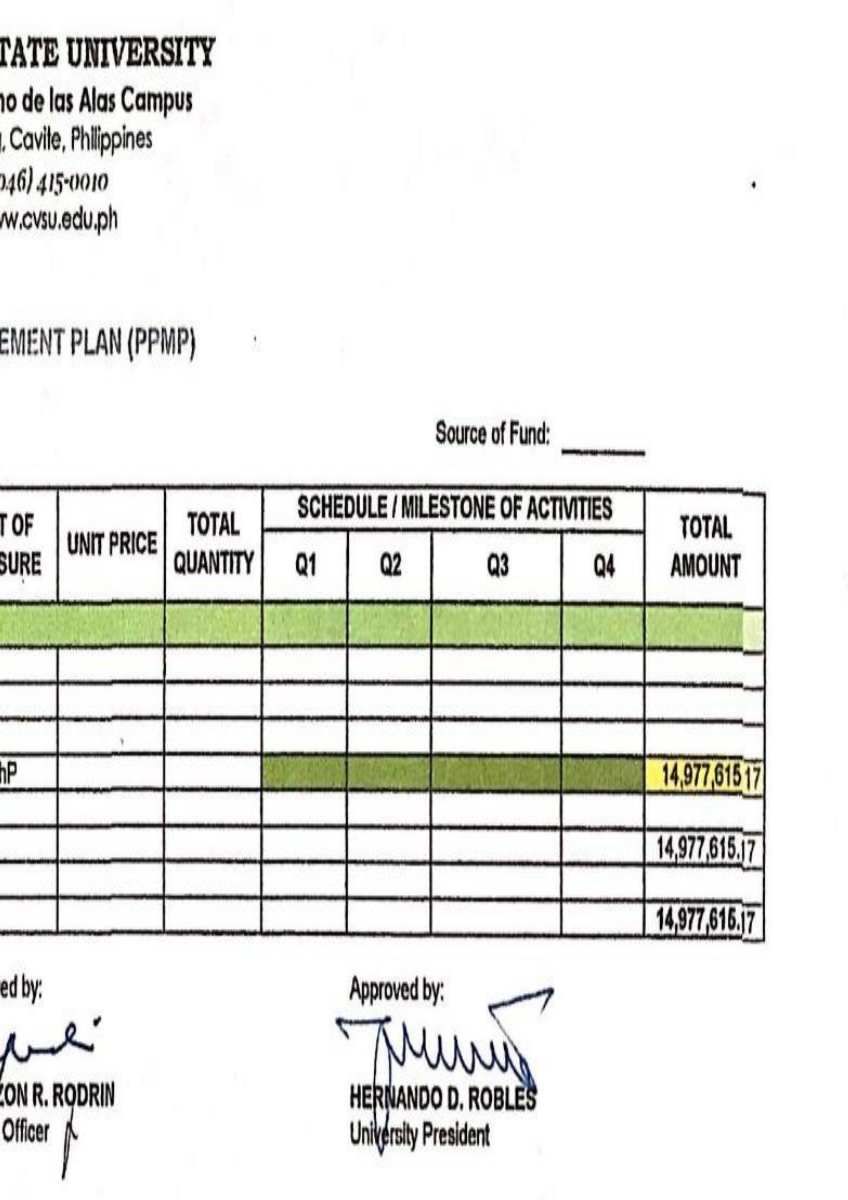 TATE UNIVERSITY
no de las Alas Campus
, Cavite, Philippines
046) 415-0010
vw.cvsu.edu.ph
EMENT PLAN (PPMP)
Source of Fund:
T OF SURE UNIT PRICE TOTAL QUANTITY SCHEDULE / MILESTONE OF ACTIVITIES TOTAL AMOUNT
Q1 Q2 Q3 Q4
hP 14,977,615 17
14,977,615.17
14,977,615.17
ed by: Approved by:
ZON R. RODRIN HERNANDO D. ROBLES
Officer University President